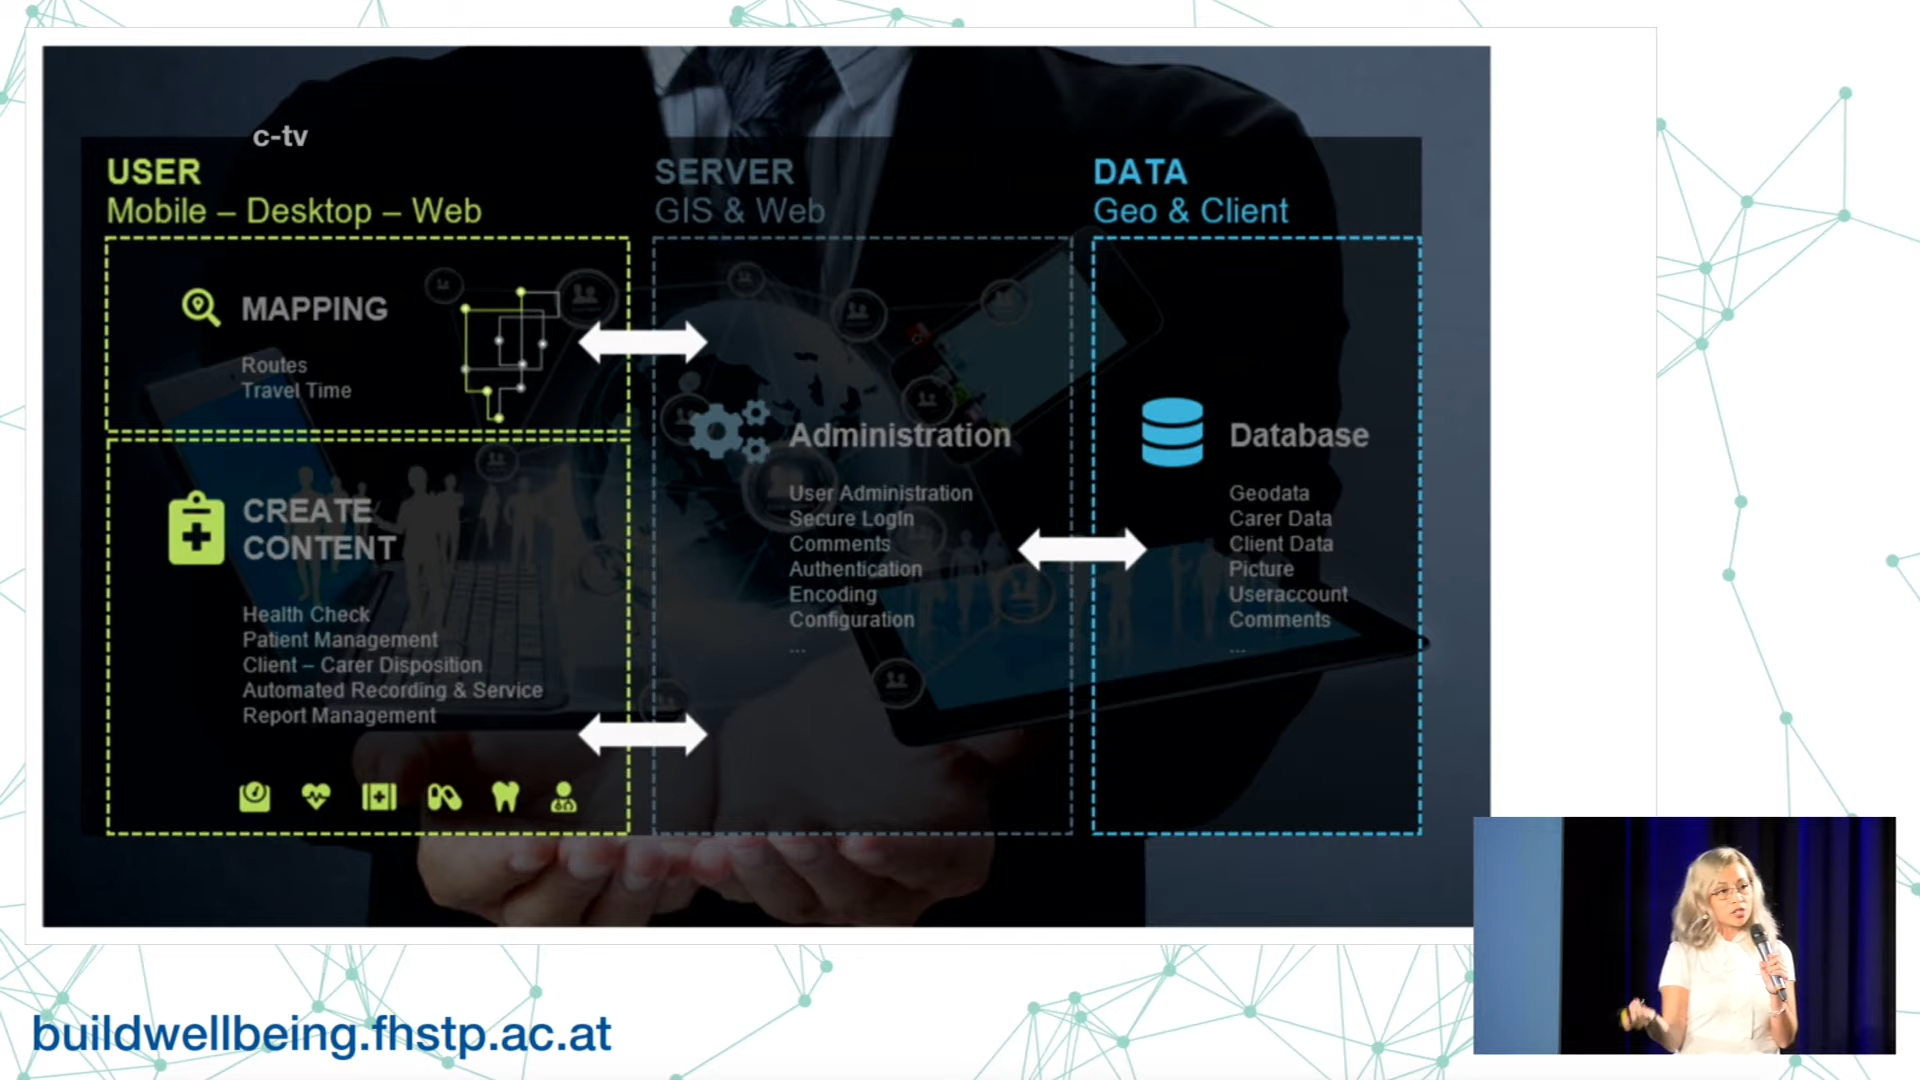 c-tv
USER
Mobile – Desktop – Web
MAPPING
Routes
Travel Time
CREATE
CONTENT
Health Check
Patient Management
Client – Carer Disposition
Automated Recording & Service
Report Management
SERVER
GIS & Web
Administration
User Administration
Secure LogIn
Comments
Authentication
Encoding
Configuration
...
DATA
Geo & Client
Database
Geodata
Carer Data
Client Data
Picture
Useraccount
Comments
...
buildwellbeing.fhstp.ac.at